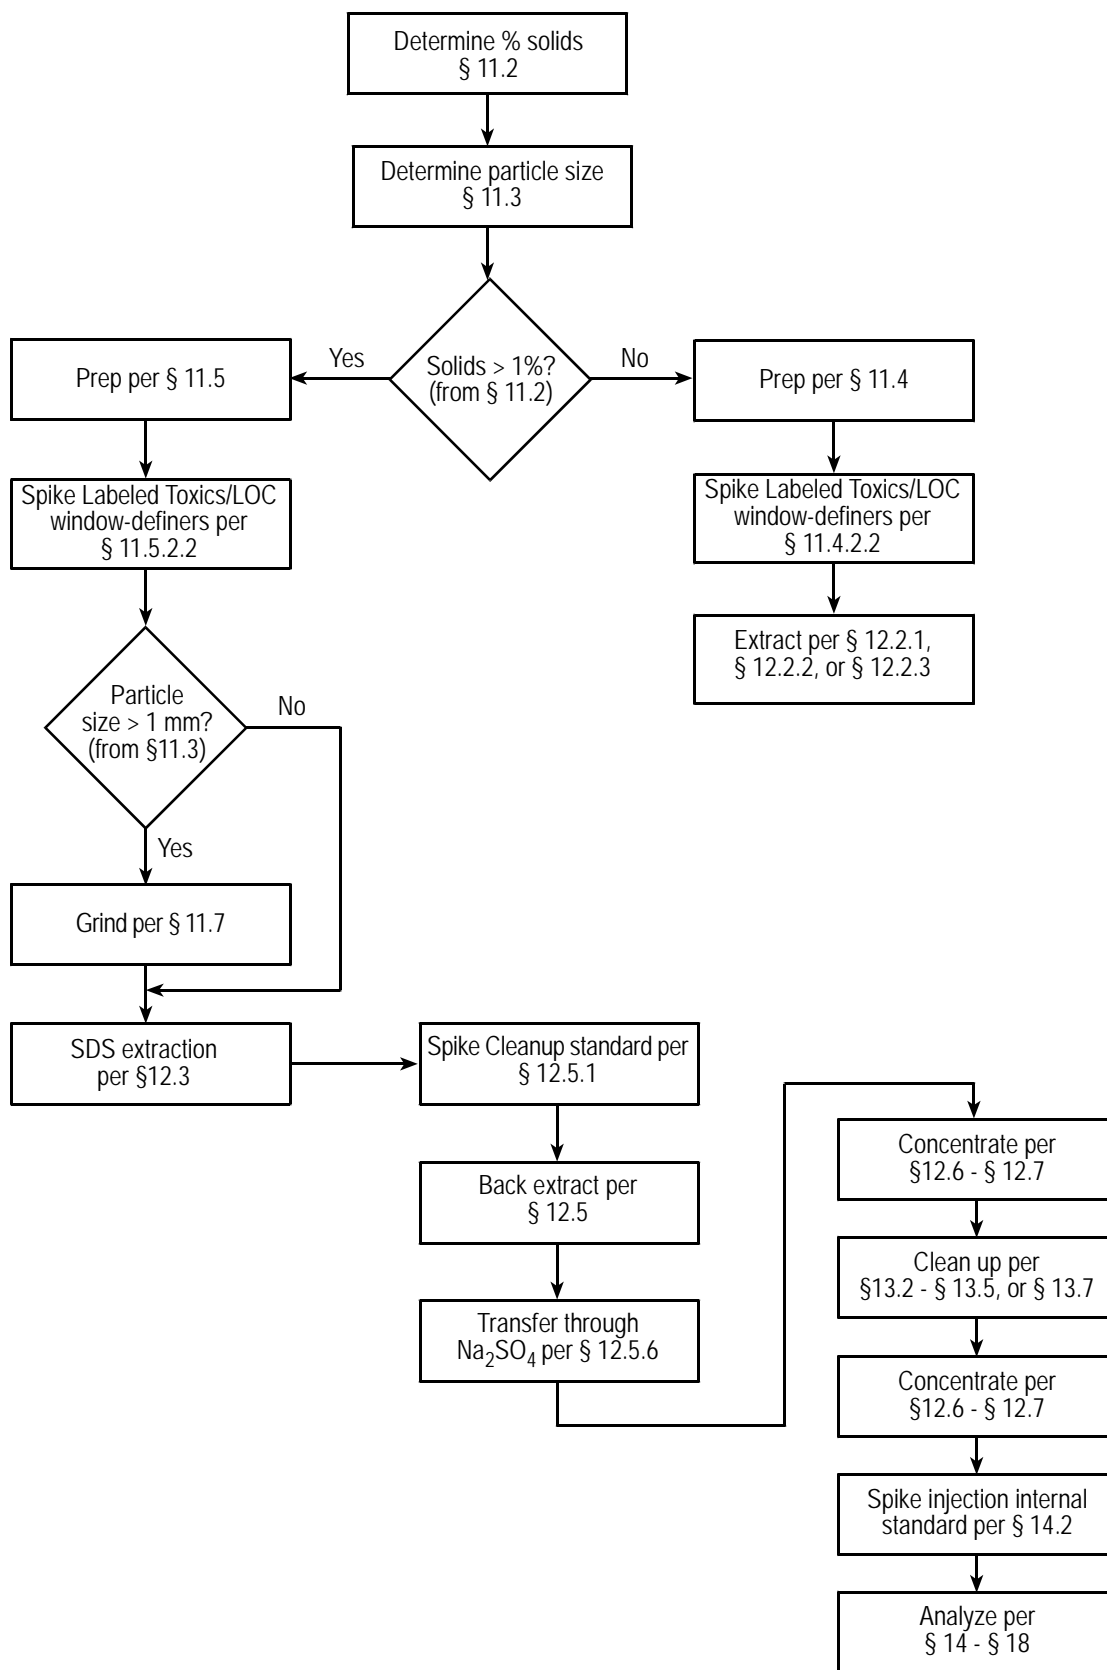 Determine % solids
§ 11.2
Determine particle size
§ 11.3
Solids > 1%?
(from § 11.2)
Yes
No
Prep per § 11.5
Prep per § 11.4
Spike Labeled Toxics/LOC
window-definers per
§ 11.5.2.2
Spike Labeled Toxics/LOC
window-definers per
§ 11.4.2.2
Extract per § 12.2.1,
§ 12.2.2, or § 12.2.3
Particle
size > 1 mm?
(from §11.3)
No
Yes
Grind per § 11.7
SDS extraction
per §12.3
Spike Cleanup standard per
§ 12.5.1
Back extract per
§ 12.5
Transfer through
Na₂SO₄ per § 12.5.6
Concentrate per
§12.6 - § 12.7
Clean up per
§13.2 - § 13.5, or § 13.7
Concentrate per
§12.6 - § 12.7
Spike injection internal
standard per § 14.2
Analyze per
§ 14 - § 18